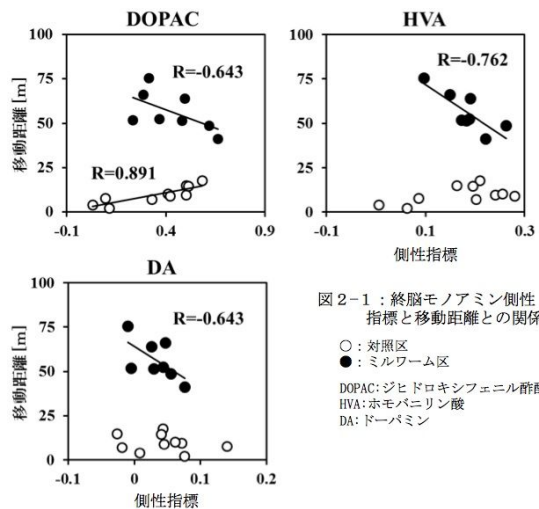 DOPAC
100
75
50
25
0
移動距離[m]
R=-0.643
R=0.891
-0.1
0.4
0.9
HVA
100
75
50
25
0
R=-0.762
-0.1
0.1
0.3
側性指標
DA
100
75
50
25
0
移動距離[m]
R=-0.643
-0.1
0
0.1
0.2
側性指標
図2-1:終脳モノアミン側性
指標と移動距離との関係
○:対照区
●:ミルワーム区
DOPAC:ジヒドロキシフェニル酢酸
HVA:ホモバニリン酸
DA:ドーパミン